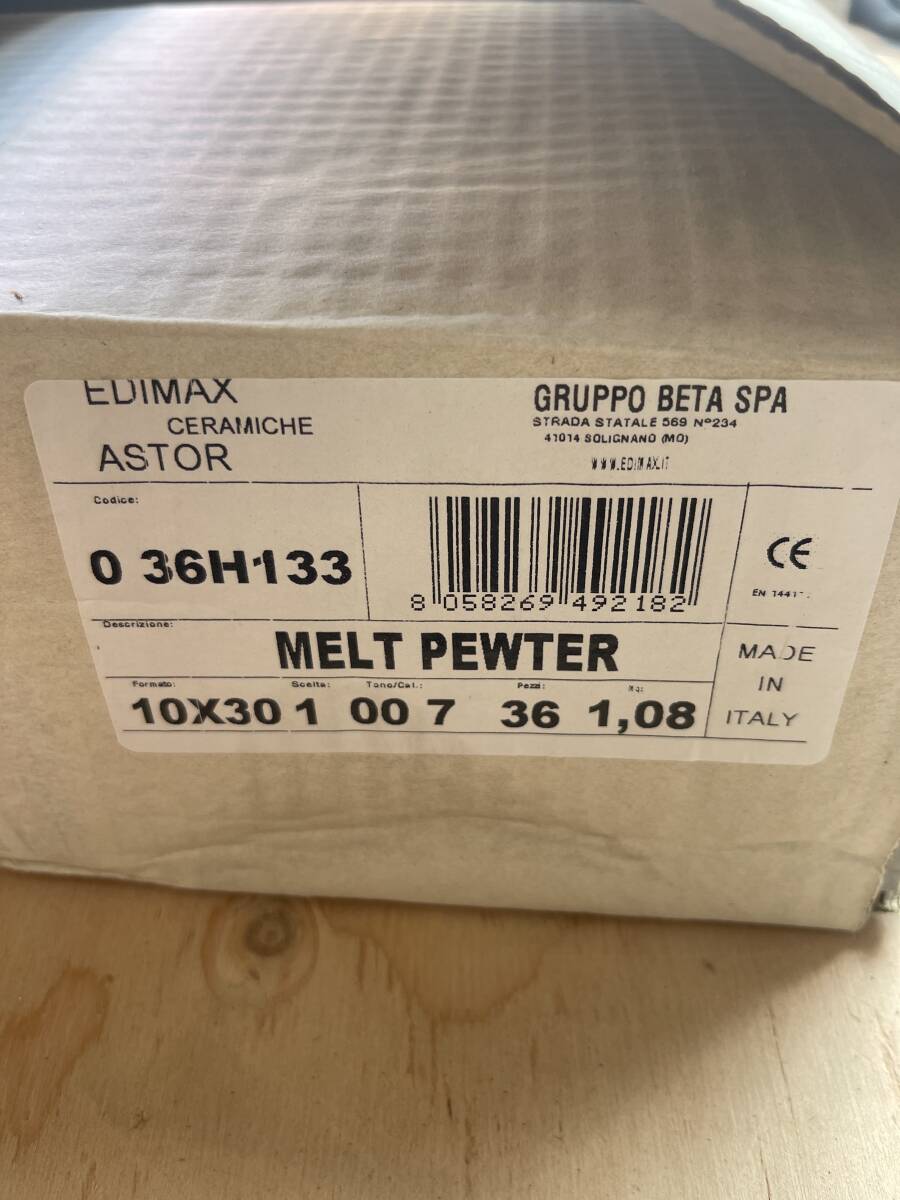 EDIMAX
CERAMICHE
ASTOR
GRUPPO BETA SPA
STRADA STATALE 569 N°234
41014 SOLIGNANO (MO)
WWW.EDIMAX.IT
Codice:
0 36H133
8 058269 492182
CE
EN
Descrizione:
MELT PEWTER
MADE
IN
ITALY
Formato: Scelta: Tono/Cal.: Pezzi: Mq:
10X30 1 00 7 36 1,08